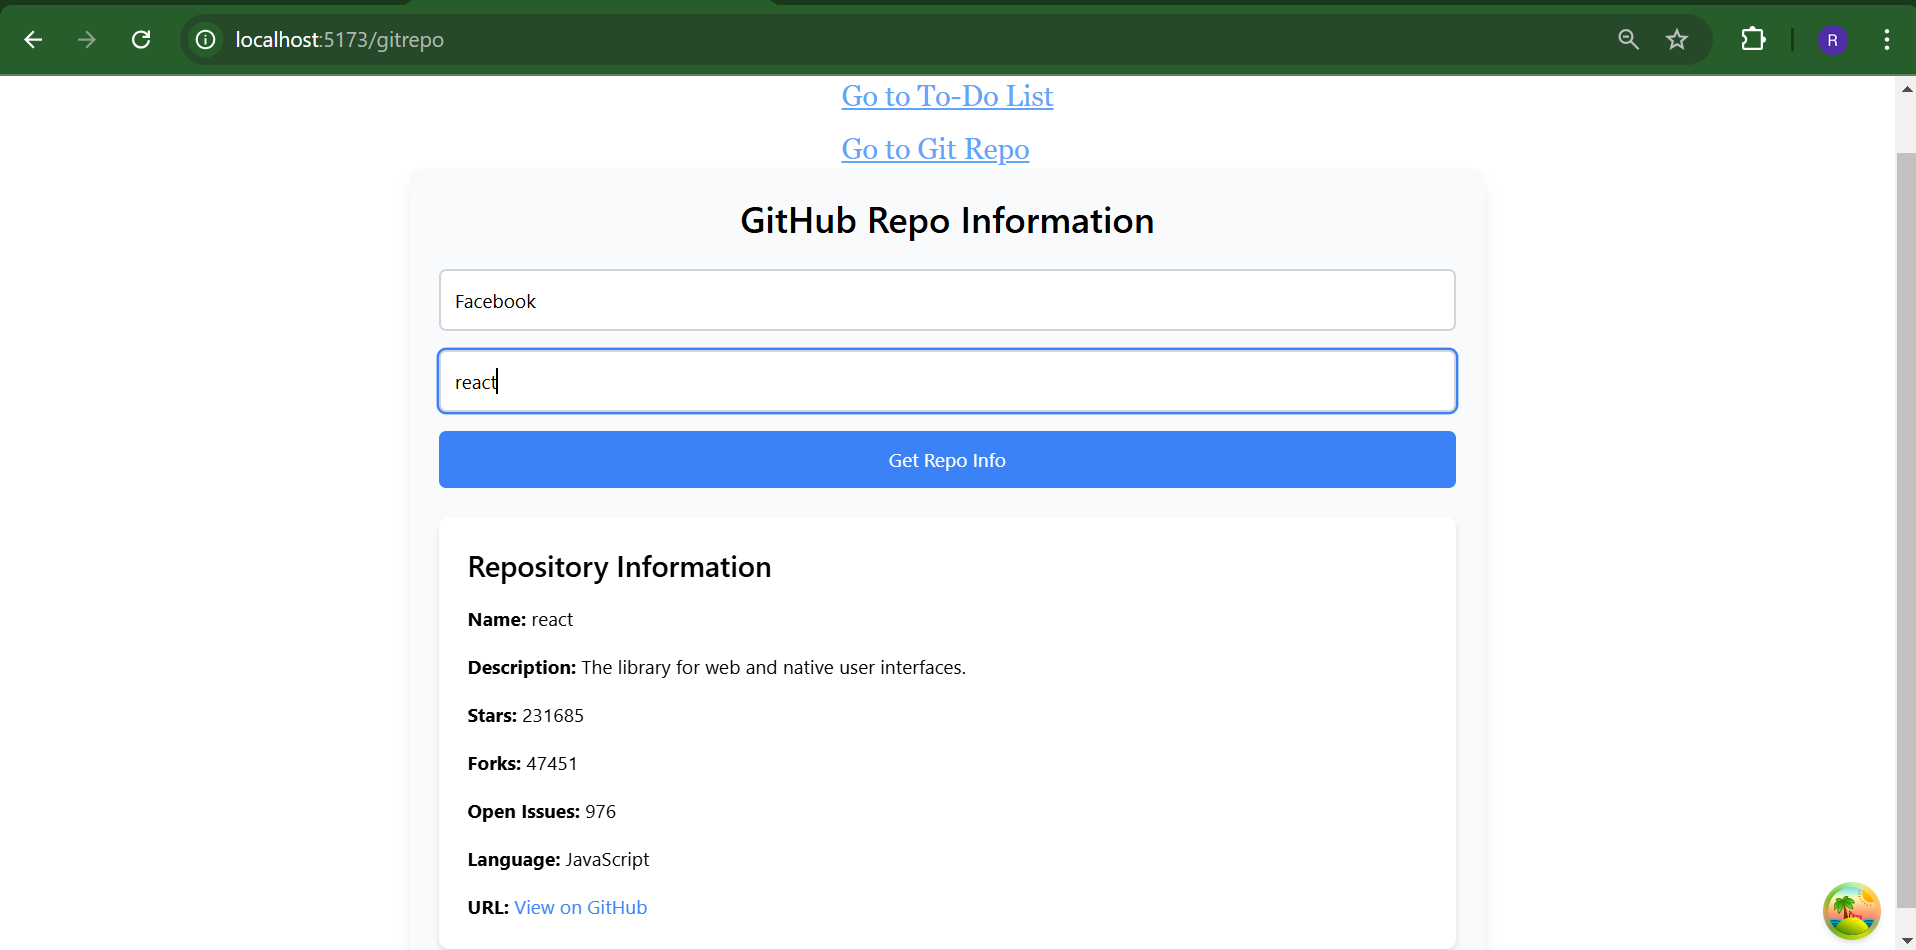 localhost:5173/gitrepo
R
Go to To-Do List
Go to Git Repo
GitHub Repo Information
Facebook
react
Get Repo Info
Repository Information
Name: react
Description: The library for web and native user interfaces.
Stars: 231685
Forks: 47451
Open Issues: 976
Language: JavaScript
URL: View on GitHub